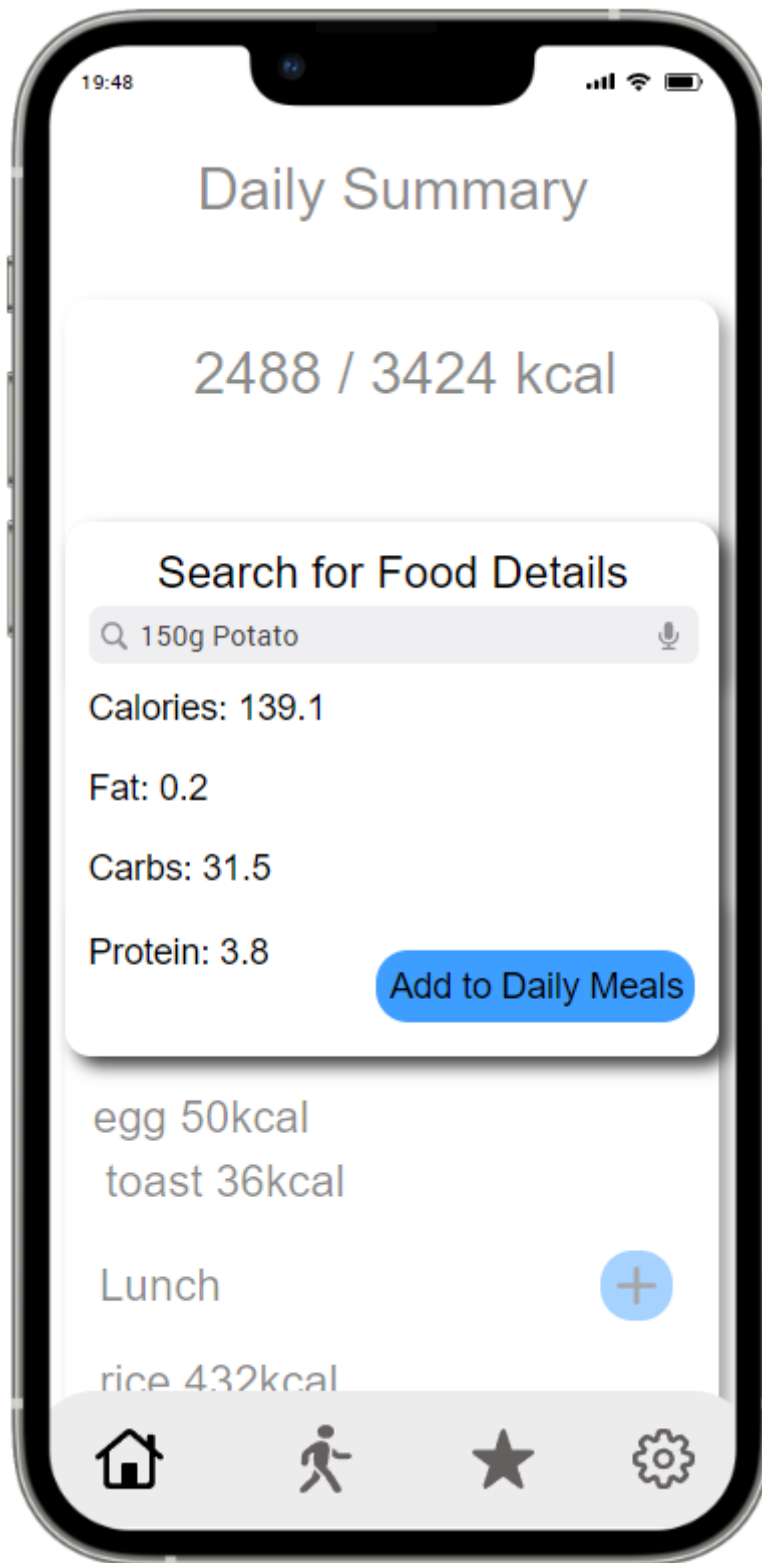 19:48
Daily Summary
2488 / 3424 kcal
Search for Food Details
150g Potato
Calories: 139.1
Fat: 0.2
Carbs: 31.5
Protein: 3.8
Add to Daily Meals
egg 50kcal
toast 36kcal
Lunch
rice 432kcal